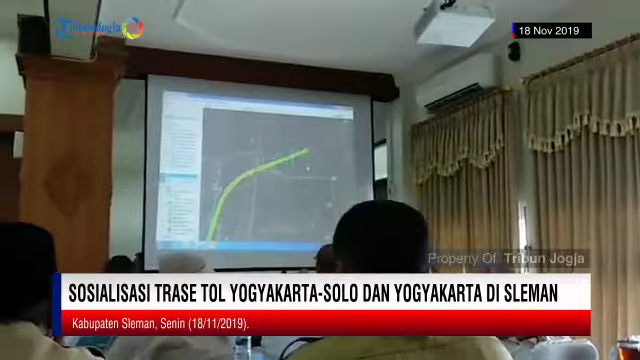 Tribunjogja
18 Nov 2019
Property Of Tribun Jogja
SOSIALISASI TRASE TOL YOGYAKARTA-SOLO DAN YOGYAKARTA DI SLEMAN
Kabupaten Sleman, Senin (18/11/2019).